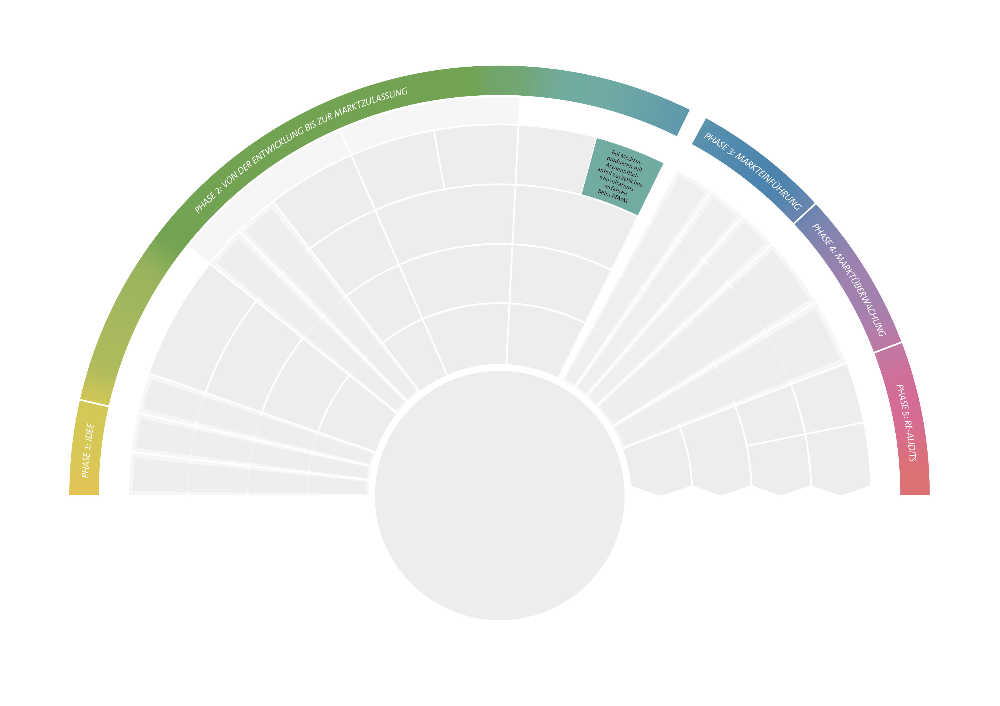 PHASE 1: IDEE
PHASE 2: VON DER ENTWICKLUNG BIS ZUR MARKTZULASSUNG
Bei Medizin-
produkten mit
Arzneimittel-
anteil zusätzliches
Konsultations-
verfahren
beim BfArM
PHASE 3: MARKTEINFÜHRUNG
PHASE 4: MARKTÜBERWACHUNG
PHASE 5: RE-AUDITS